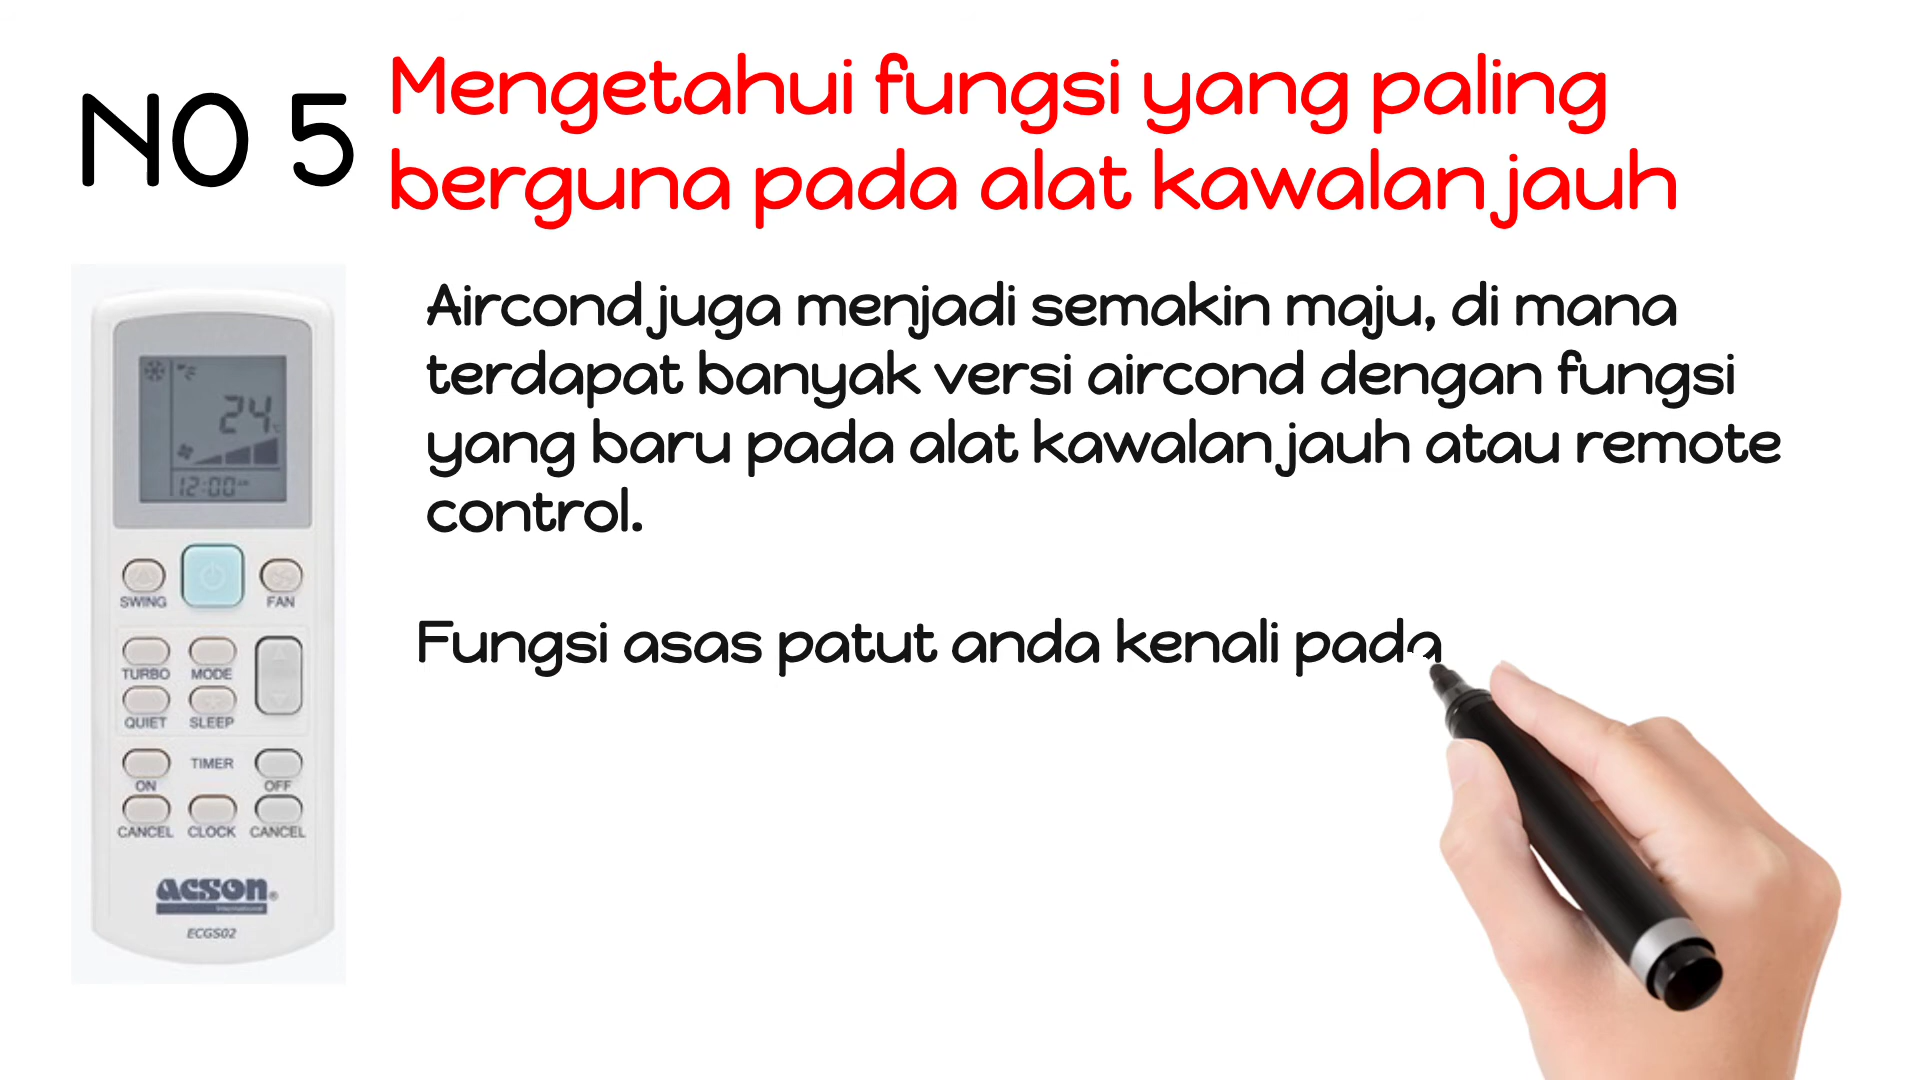 NO 5
Mengetahui fungsi yang paling
berguna pada alat kawalan jauh
Aircond juga menjadi semakin maju, di mana
terdapat banyak versi aircond dengan fungsi
yang baru pada alat kawalan jauh atau remote
control.
Fungsi asas patut anda kenali pada
24
12:00
SWING
FAN
TURBO MODE
QUIET SLEEP
TIMER
ON OFF
CANCEL CLOCK CANCEL
acson
International
ECGS02